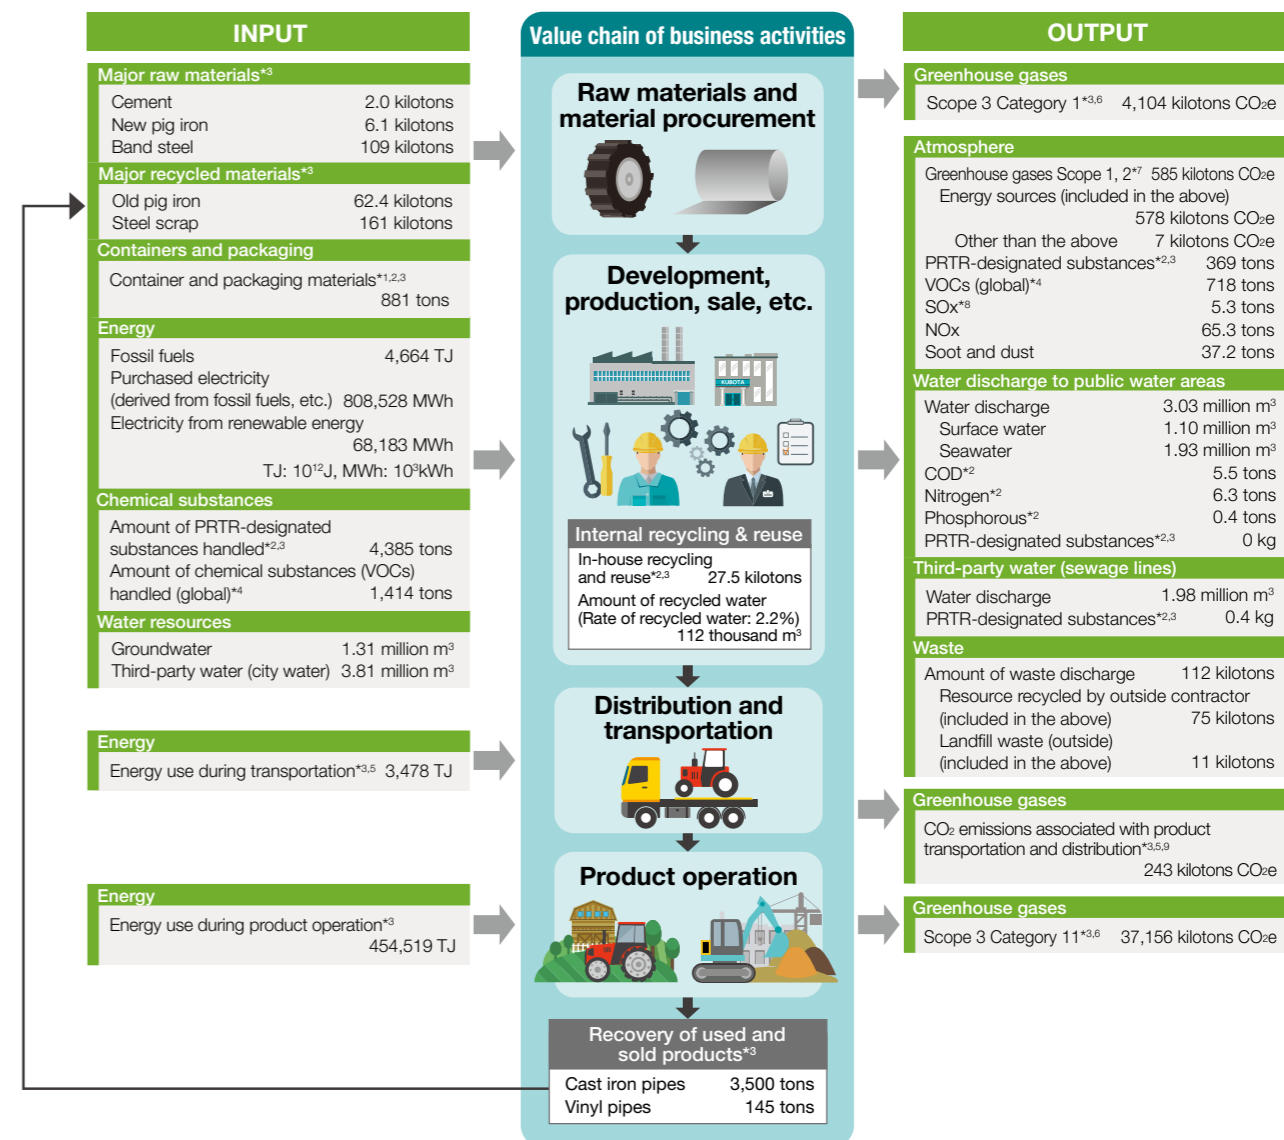 INPUT
Major raw materials*3
Cement 2.0 kilotons
New pig iron 6.1 kilotons
Band steel 109 kilotons
Major recycled materials*3
Old pig iron 62.4 kilotons
Steel scrap 161 kilotons
Containers and packaging
Container and packaging materials*1,2,3
881 tons
Energy
Fossil fuels 4,664 TJ
Purchased electricity
(derived from fossil fuels, etc.) 808,528 MWh
Electricity from renewable energy
68,183 MWh
TJ: 10¹²J, MWh: 10³kWh
Chemical substances
Amount of PRTR-designated
substances handled*2,3 4,385 tons
Amount of chemical substances (VOCs)
handled (global)*4 1,414 tons
Water resources
Groundwater 1.31 million m³
Third-party water (city water) 3.81 million m³
Energy
Energy use during transportation*3,5 3,478 TJ
Energy
Energy use during product operation*3
454,519 TJ
Value chain of business activities
Raw materials and
material procurement
Development,
production, sale, etc.
KUBOTA
Internal recycling & reuse
In-house recycling
and reuse*2,3 27.5 kilotons
Amount of recycled water
(Rate of recycled water: 2.2%)
112 thousand m³
Distribution and
transportation
Product operation
Recovery of used and
sold products*3
Cast iron pipes 3,500 tons
Vinyl pipes 145 tons
OUTPUT
Greenhouse gases
Scope 3 Category 1*3,6 4,104 kilotons CO₂e
Atmosphere
Greenhouse gases Scope 1, 2*7 585 kilotons CO₂e
Energy sources (included in the above)
578 kilotons CO₂e
Other than the above 7 kilotons CO₂e
PRTR-designated substances*2,3 369 tons
VOCs (global)*4 718 tons
SOx*8 5.3 tons
NOx 65.3 tons
Soot and dust 37.2 tons
Water discharge to public water areas
Water discharge 3.03 million m³
Surface water 1.10 million m³
Seawater 1.93 million m³
COD*2 5.5 tons
Nitrogen*2 6.3 tons
Phosphorous*2 0.4 tons
PRTR-designated substances*2,3 0 kg
Third-party water (sewage lines)
Water discharge 1.98 million m³
PRTR-designated substances*2,3 0.4 kg
Waste
Amount of waste discharge 112 kilotons
Resource recycled by outside contractor
(included in the above) 75 kilotons
Landfill waste (outside)
(included in the above) 11 kilotons
Greenhouse gases
CO₂ emissions associated with product
transportation and distribution*3,5,9
243 kilotons CO₂e
Greenhouse gases
Scope 3 Category 11*3,6 37,156 kilotons CO₂e